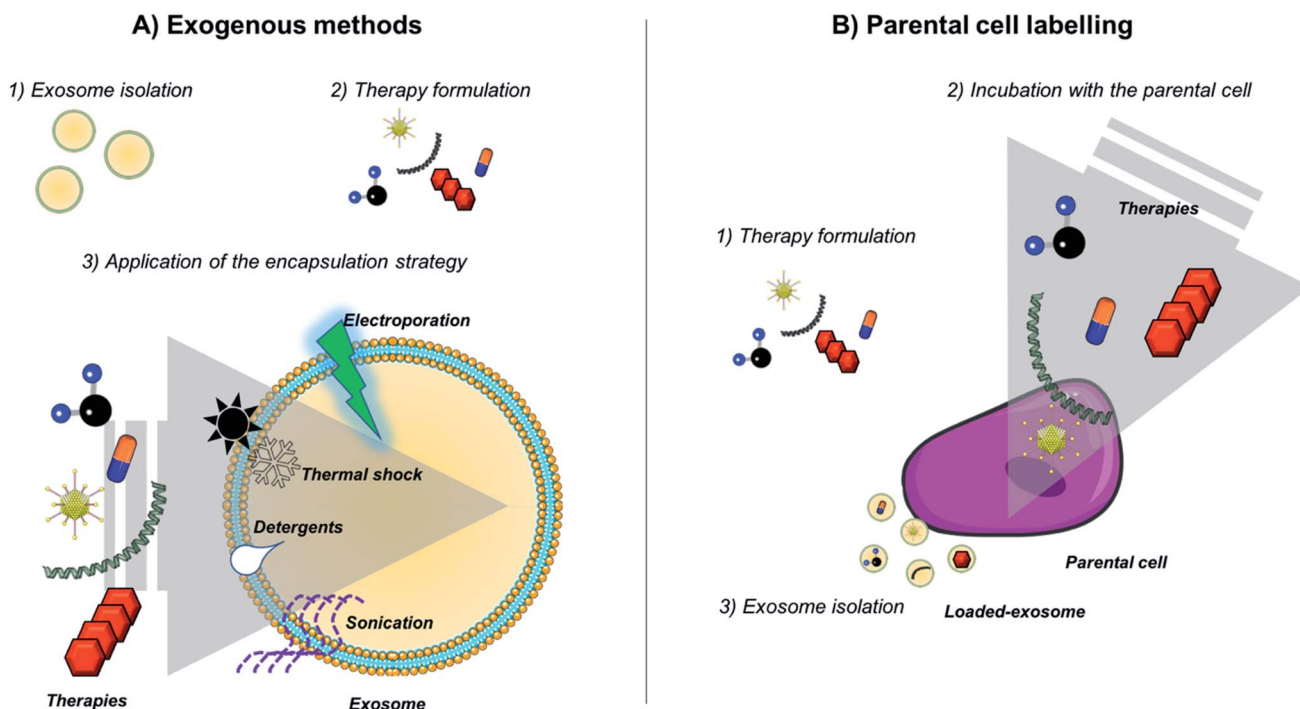 A) Exogenous methods
1) Exosome isolation
2) Therapy formulation
3) Application of the encapsulation strategy
Electroporation
Thermal shock
Detergents
Sonication
Therapies
Exosome
B) Parental cell labelling
2) Incubation with the parental cell
Therapies
1) Therapy formulation
Parental cell
3) Exosome isolation
Loaded-exosome